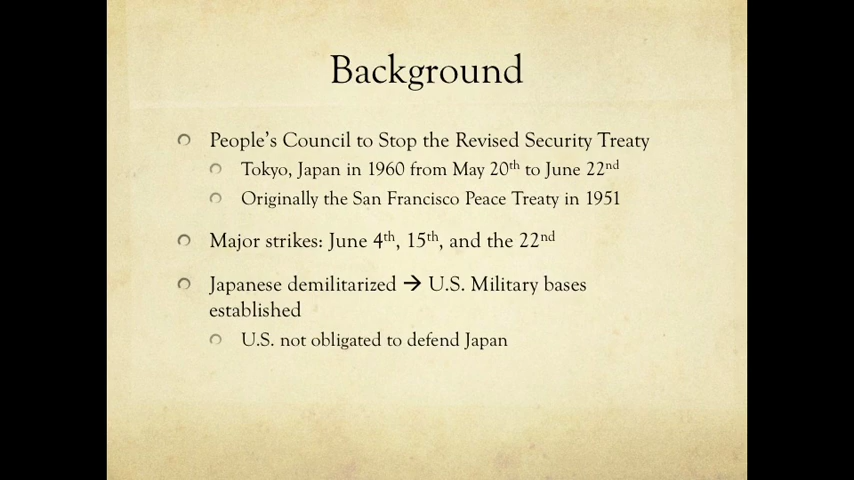 Background
People's Council to Stop the Revised Security Treaty
Tokyo, Japan in 1960 from May 20th to June 22nd
Originally the San Francisco Peace Treaty in 1951
Major strikes: June 4th, 15th, and the 22nd
Japanese demilitarized → U.S. Military bases
established
U.S. not obligated to defend Japan